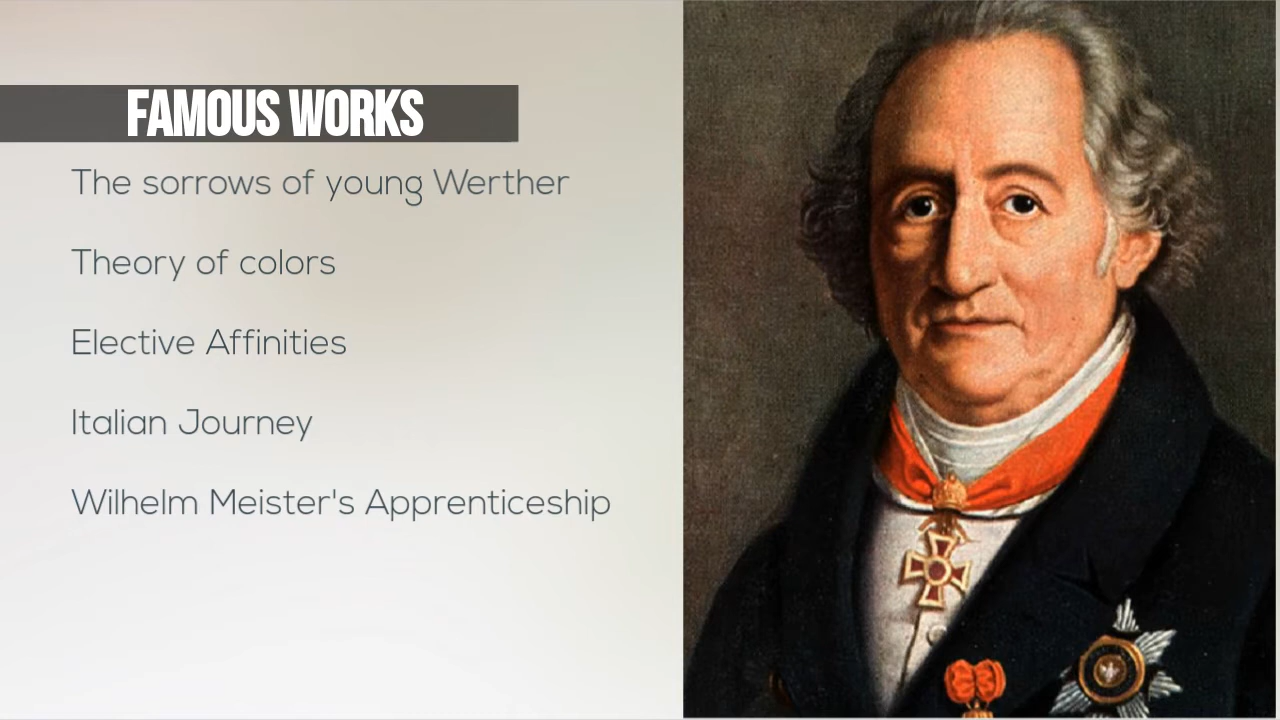 FAMOUS WORKS
The sorrows of young Werther
Theory of colors
Elective Affinities
Italian Journey
Wilhelm Meister's Apprenticeship